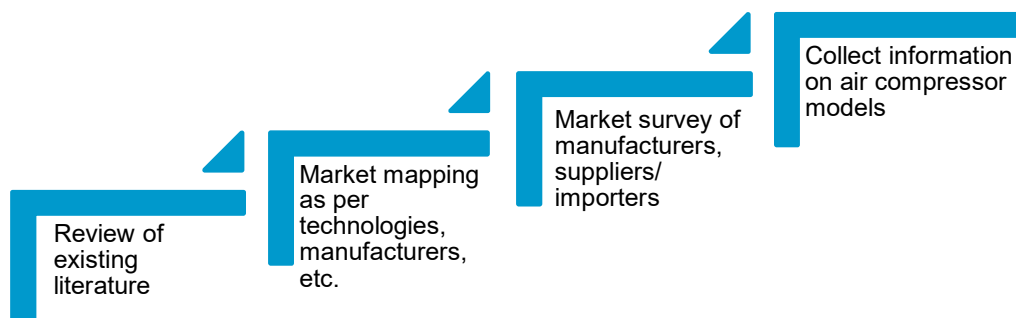 Review of
existing
literature
Market mapping
as per
technologies,
manufacturers,
etc.
Market survey of
manufacturers,
suppliers/
importers
Collect information
on air compressor
models